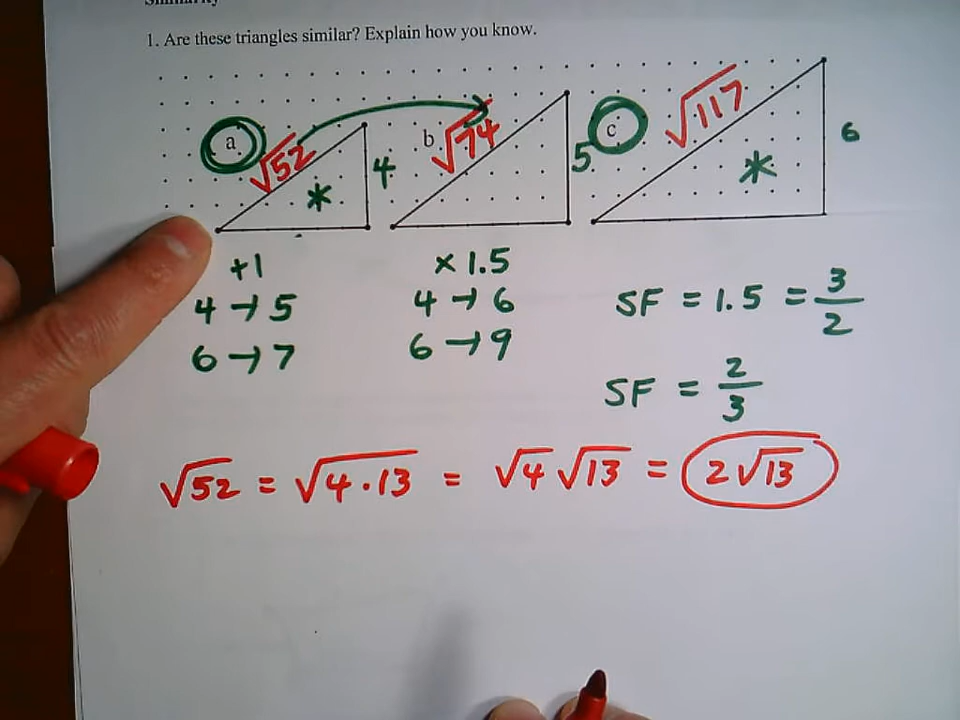 Similarity
1. Are these triangles similar? Explain how you know.
a
√52
4
b
√74
5
c
√117
6
*
*
+1
4→5
6→7
× 1.5
4→6
6→9
SF = 1.5 = 3/2
SF = 2/3
√52 = √4·13 = √4 √13 = 2√13